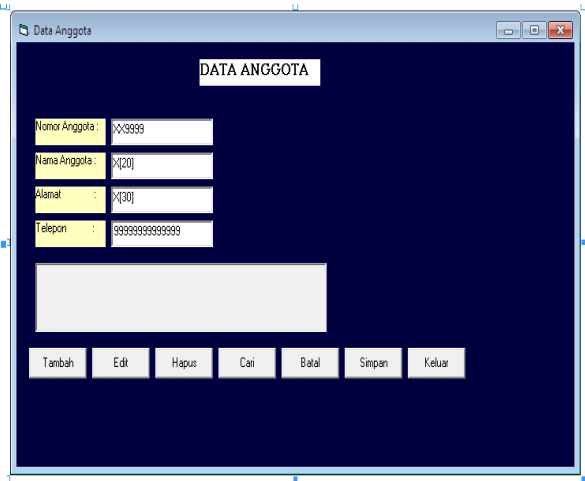 Data Anggota
DATA ANGGOTA
Nomor Anggota : XX9999
Nama Anggota : X[20]
Alamat : X[30]
Telepon : 99999999999999
Tambah Edit Hapus Cari Batal Simpan Keluar